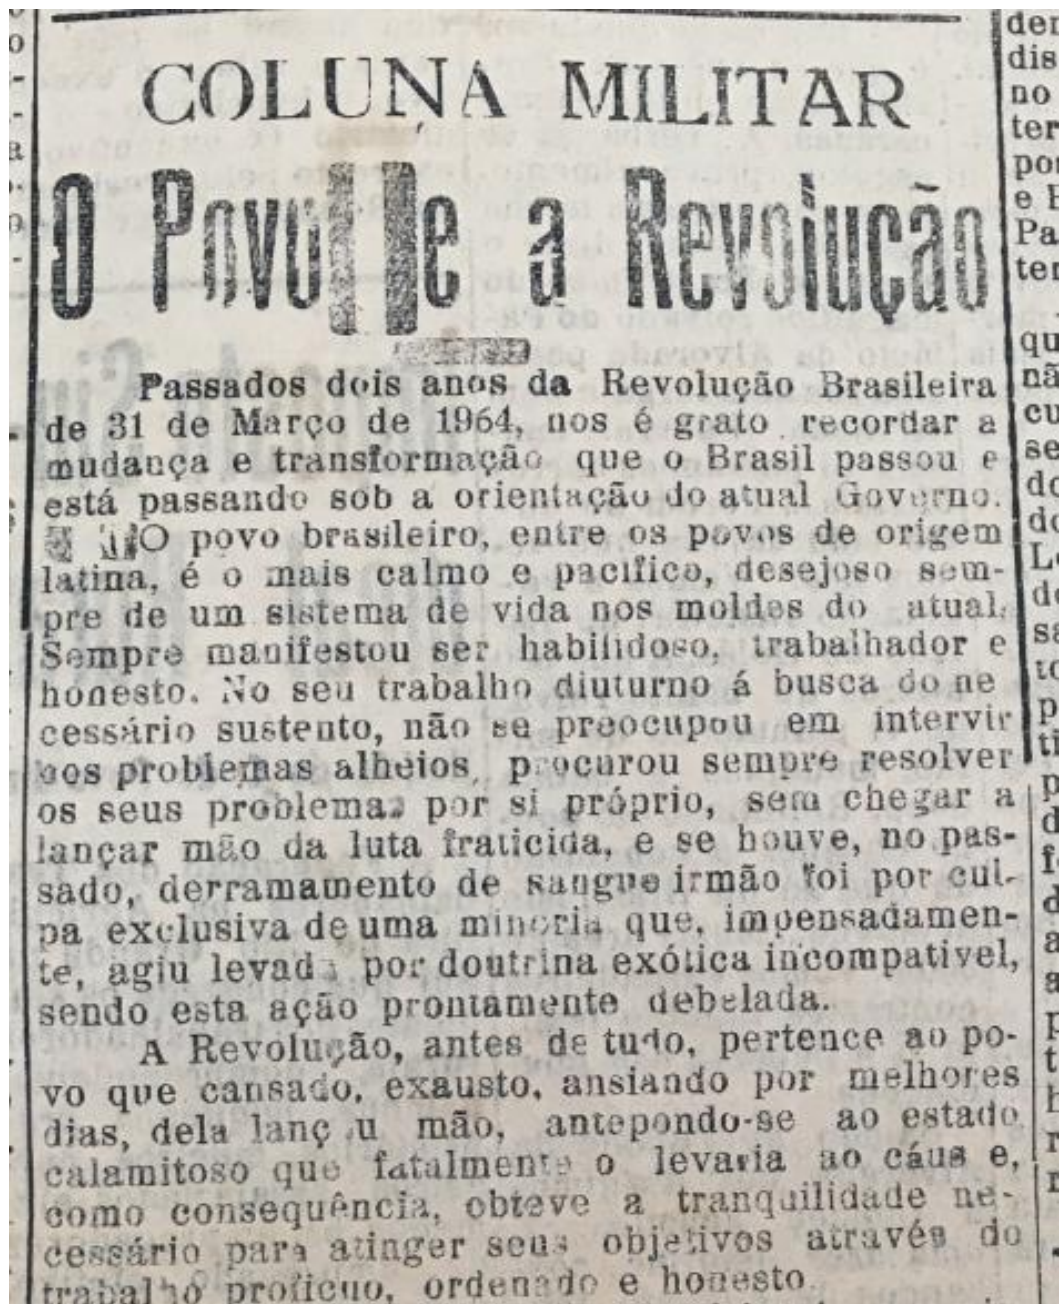 COLUNA MILITAR
O Povo e a Revolução
Passados dois anos da Revolução Brasileira
de 31 de Março de 1964, nos é grato recordar a
mudança e transformação que o Brasil passou e
está passando sob a orientação do atual Governo.
O povo brasileiro, entre os povos de origem
latina, é o mais calmo e pacífico, desejoso sem-
pre de um sistema de vida nos moldes do atual.
Sempre manifestou ser habilidoso, trabalhador e
honesto. No seu trabalho diuturno á busca do ne
cessário sustento, não se preocupou em intervir
nos problemas alheios, procurou sempre resolver
os seus problemas por si próprio, sem chegar a
lançar mão da luta fraticida, e se houve, no pas-
sado, derramamento de sangue irmão foi por cul-
pa exclusiva de uma minoria que, impensadamen-
te, agiu levada por doutrina exótica incompativel,
sendo esta ação prontamente debelada.
A Revolução, antes de tudo, pertence ao po-
vo que cansado, exausto, ansiando por melhores
dias, dela lançou mão, antepondo-se ao estado
calamitoso que fatalmente o levaria ao cáus e,
como consequência, obteve a tranquilidade ne-
cessário para atinger seus objetivos através do
trabalho profícuo, ordenado e honesto.